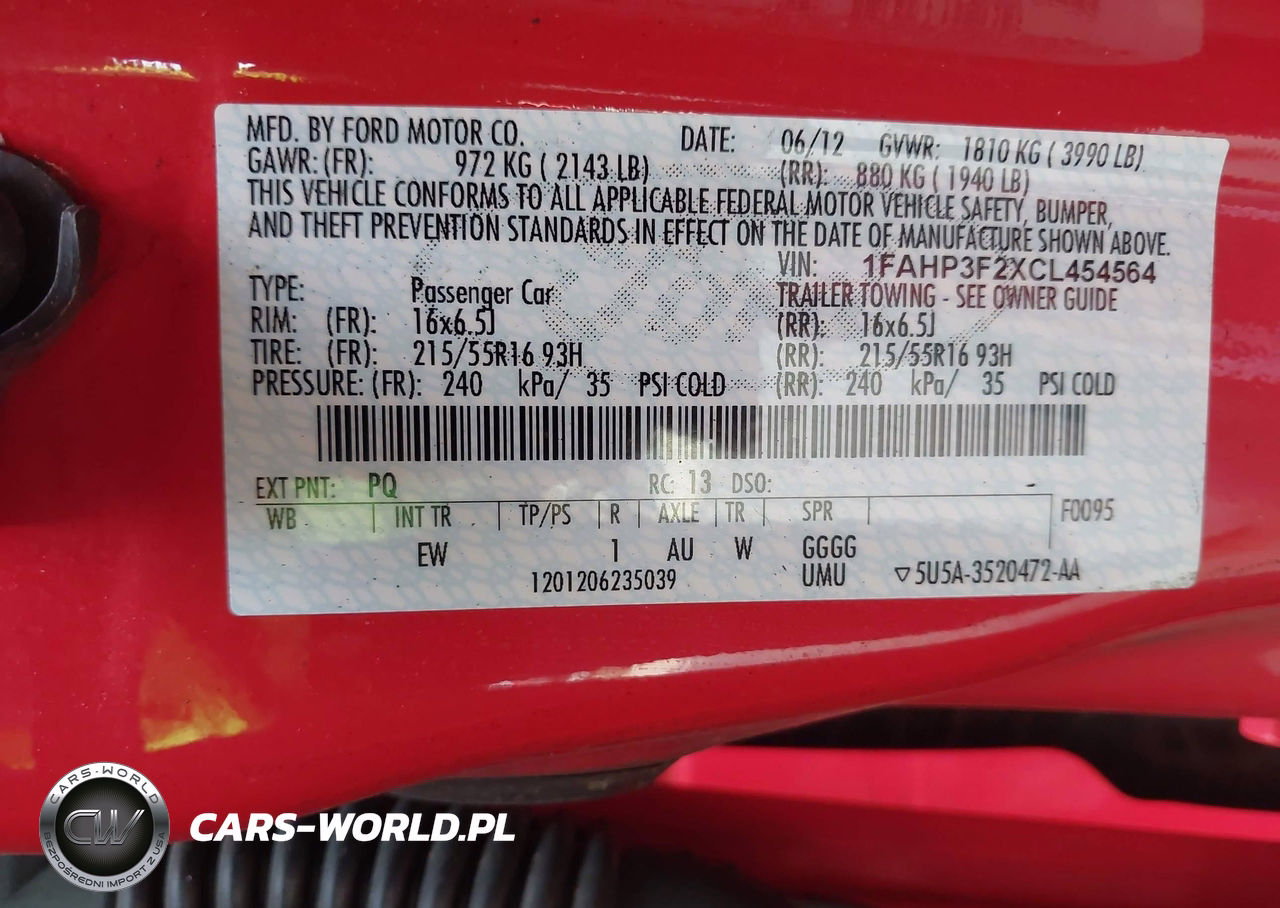 MFD. BY FORD MOTOR CO. DATE: 06/12 GVWR: 1810 KG ( 3990 LB)
GAWR: (FR): 972 KG ( 2143 LB) (RR): 880 KG ( 1940 LB)
THIS VEHICLE CONFORMS TO ALL APPLICABLE FEDERAL MOTOR VEHICLE SAFETY, BUMPER,
AND THEFT PREVENTION STANDARDS IN EFFECT ON THE DATE OF MANUFACTURE SHOWN ABOVE.
VIN: 1FAHP3F2XCL454564
TYPE: Passenger Car TRAILER TOWING - SEE OWNER GUIDE
RIM: (FR): 16x6.5J (RR): 16x6.5J
TIRE: (FR): 215/55R16 93H (RR): 215/55R16 93H
PRESSURE: (FR): 240 kPa/ 35 PSI COLD (RR): 240 kPa/ 35 PSI COLD
EXT PNT: PQ RC: 13 DSO:
WB INT TR TP/PS R AXLE TR SPR F0095
EW 1 AU W GGGG
1201206235039 UMU ▽5U5A-3520472-AA
CARS-WORLD
CW
BEZPOŚREDNI IMPORT Z USA
CARS-WORLD.PL